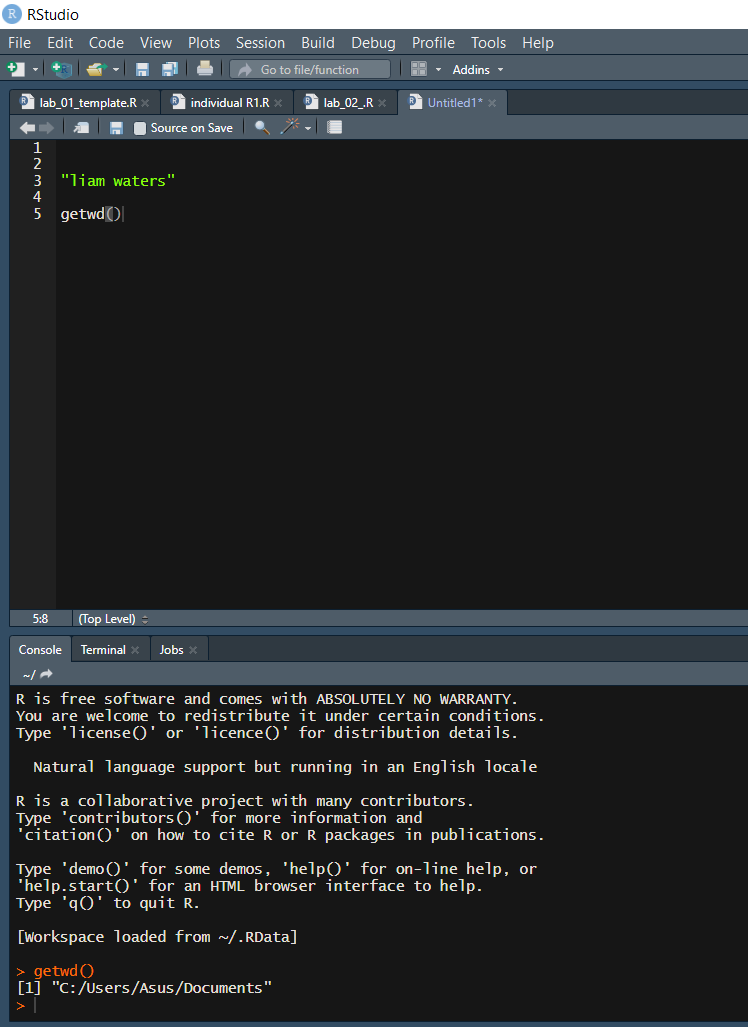 RStudio
File Edit Code View Plots Session Build Debug Profile Tools Help
Go to file/function Addins
lab_01_template.R individual R1.R lab_02_.R Untitled1*
Source on Save
1
2
3 "liam waters"
4
5 getwd()
5:8 (Top Level)
Console Terminal Jobs
~/
R is free software and comes with ABSOLUTELY NO WARRANTY.
You are welcome to redistribute it under certain conditions.
Type 'license()' or 'licence()' for distribution details.
Natural language support but running in an English locale
R is a collaborative project with many contributors.
Type 'contributors()' for more information and
'citation()' on how to cite R or R packages in publications.
Type 'demo()' for some demos, 'help()' for on-line help, or
'help.start()' for an HTML browser interface to help.
Type 'q()' to quit R.
[Workspace loaded from ~/.RData]
> getwd()
[1] "C:/Users/Asus/Documents"
>